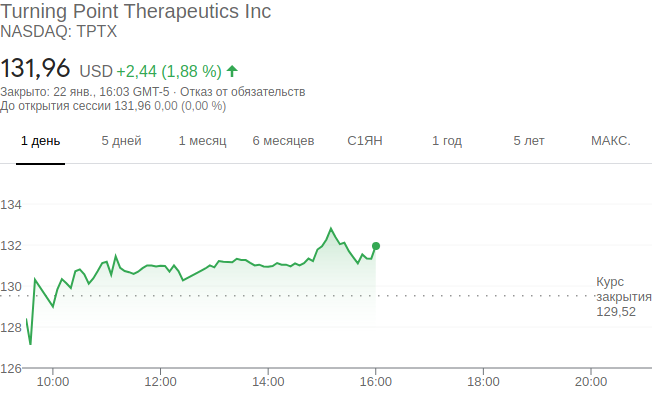 Turning Point Therapeutics Inc
NASDAQ: TPTX
131,96 USD +2,44 (1,88 %)
Закрыто: 22 янв., 16:03 GMT-5 · Отказ от обязательств
До открытия сессии 131,96 0,00 (0,00 %)
1 день 5 дней 1 месяц 6 месяцев С1ЯН 1 год 5 лет МАКС.
134
132
130
Курс
закрытия
129,52
128
126
10:00 12:00 14:00 16:00 18:00 20:00